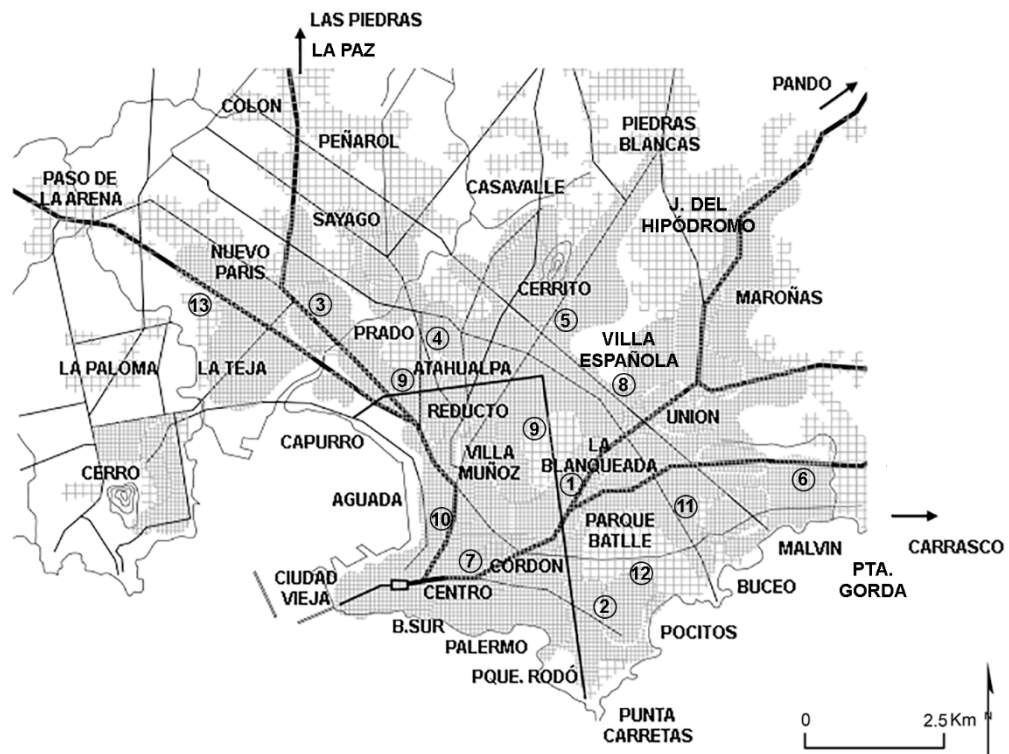 LAS PIEDRAS
LA PAZ
PANDO
COLON
PEÑAROL
PIEDRAS
BLANCAS
PASO DE
LA ARENA
CASAVALLE
J. DEL
HIPÓDROMO
SAYAGO
NUEVO
PARIS
CERRITO
MAROÑAS
13
3
PRADO
4
5
VILLA
ESPAÑOLA
LA PALOMA
LA TEJA
9
ATAHUALPA
8
REDUCTO
UNION
CAPURRO
9
VILLA
MUÑOZ
LA
BLANQUEADA
CERRO
AGUADA
1
6
10
PARQUE
BATLLE
11
MALVIN
CARRASCO
7
CORDON
12
PTA.
GORDA
CIUDAD
VIEJA
CENTRO
BUCEO
2
B.SUR
PALERMO
POCITOS
PQUE. RODÓ
PUNTA
CARRETAS
N
0 2.5 Km